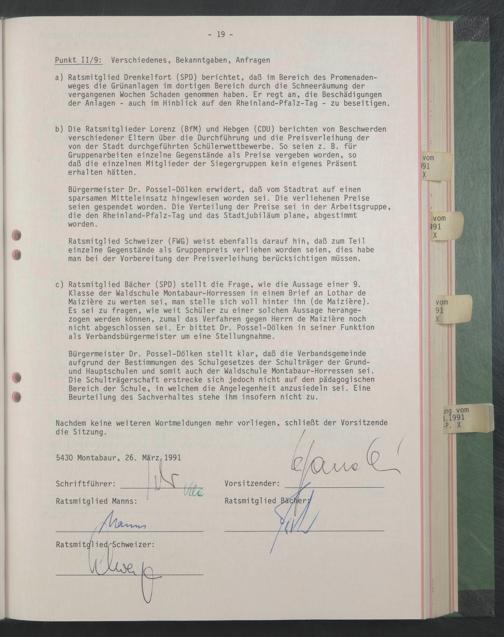 - 19 -
Punkt II/9: Verschiedenes, Bekanntgaben, Anfragen
a) Ratsmitglied Drenkelfort (SPD) berichtet, daß im Bereich des Promenaden-
weges die Grünanlagen im dortigen Bereich durch die Schneeräumung der
vergangenen Wochen Schaden genommen haben. Er regt an, die Beschädigungen
der Anlagen - auch im Hinblick auf den Rheinland-Pfalz-Tag - zu beseitigen.
b) Die Ratsmitglieder Lorenz (BfM) und Hebgen (CDU) berichten von Beschwerden
verschiedener Eltern über die Durchführung und die Preisverleihung der
von der Stadt durchgeführten Schülerwettbewerbe. So seien z. B. für
Gruppenarbeiten einzelne Gegenstände als Preise vergeben worden, so
daß die einzelnen Mitglieder der Siegergruppen kein eigenes Präsent
erhalten hätten.
Bürgermeister Dr. Possel-Dölken erwidert, daß vom Stadtrat auf einen
sparsamen Mitteleinsatz hingewiesen worden sei. Die verliehenen Preise
seien gespendet worden. Die Verteilung der Preise sei in der Arbeitsgruppe,
die den Rheinland-Pfalz-Tag und das Stadtjubiläum plane, abgestimmt
worden.
Ratsmitglied Schweizer (FWG) weist ebenfalls darauf hin, daß zum Teil
einzelne Gegenstände als Gruppenpreis verliehen worden seien, dies habe
man bei der Vorbereitung der Preisverleihung berücksichtigen müssen.
c) Ratsmitglied Bächer (SPD) stellt die Frage, wie die Aussage einer 9.
Klasse der Waldschule Montabaur-Horressen in einem Brief an Lothar de
Maizière zu werten sei, man stelle sich voll hinter ihn (de Maizière).
Es sei zu fragen, wie weit Schüler zu einer solchen Aussage herange-
zogen werden können, zumal das Verfahren gegen Herrn de Maizière noch
nicht abgeschlossen sei. Er bittet Dr. Possel-Dölken in seiner Funktion
als Verbandsbürgermeister um eine Stellungnahme.
Bürgermeister Dr. Possel-Dölken stellt klar, daß die Verbandsgemeinde
aufgrund der Bestimmungen des Schulgesetzes der Schulträger der Grund-
und Hauptschulen und somit auch der Waldschule Montabaur-Horressen sei.
Die Schulträgerschaft erstrecke sich jedoch nicht auf den pädagogischen
Bereich der Schule, in welchem die Angelegenheit anzusiedeln sei. Eine
Beurteilung des Sachverhaltes stehe ihm insofern nicht zu.
Nachdem keine weiteren Wortmeldungen mehr vorliegen, schließt der Vorsitzende
die Sitzung.
5430 Montabaur, 26. März 1991
Schriftführer:
Vorsitzender:
Ratsmitglied Manns:
Ratsmitglied Bächer:
Manns
Ratsmitglied Schweizer:
vom
991
X
vom
1991
X
vom
91
X
ng vom
.1991
.P. X